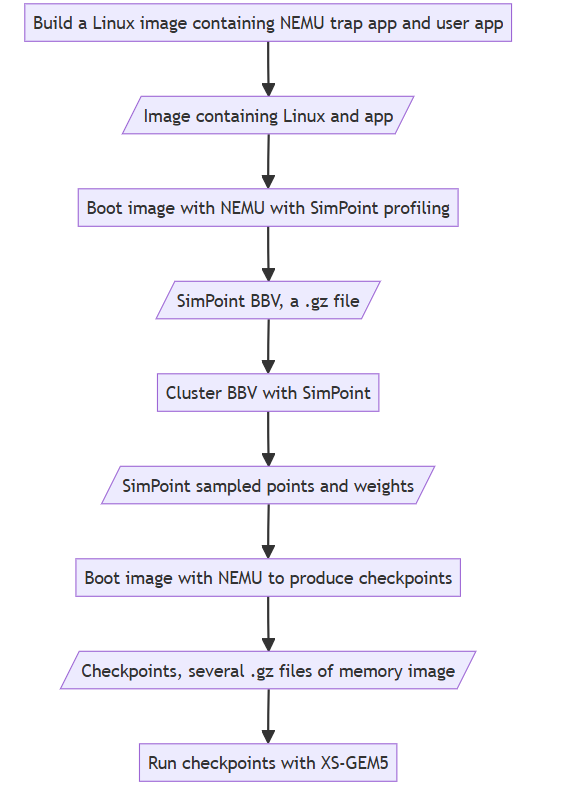 Build a Linux image containing NEMU trap app and user app
Image containing Linux and app
Boot image with NEMU with SimPoint profiling
SimPoint BBV, a .gz file
Cluster BBV with SimPoint
SimPoint sampled points and weights
Boot image with NEMU to produce checkpoints
Checkpoints, several .gz files of memory image
Run checkpoints with XS-GEM5